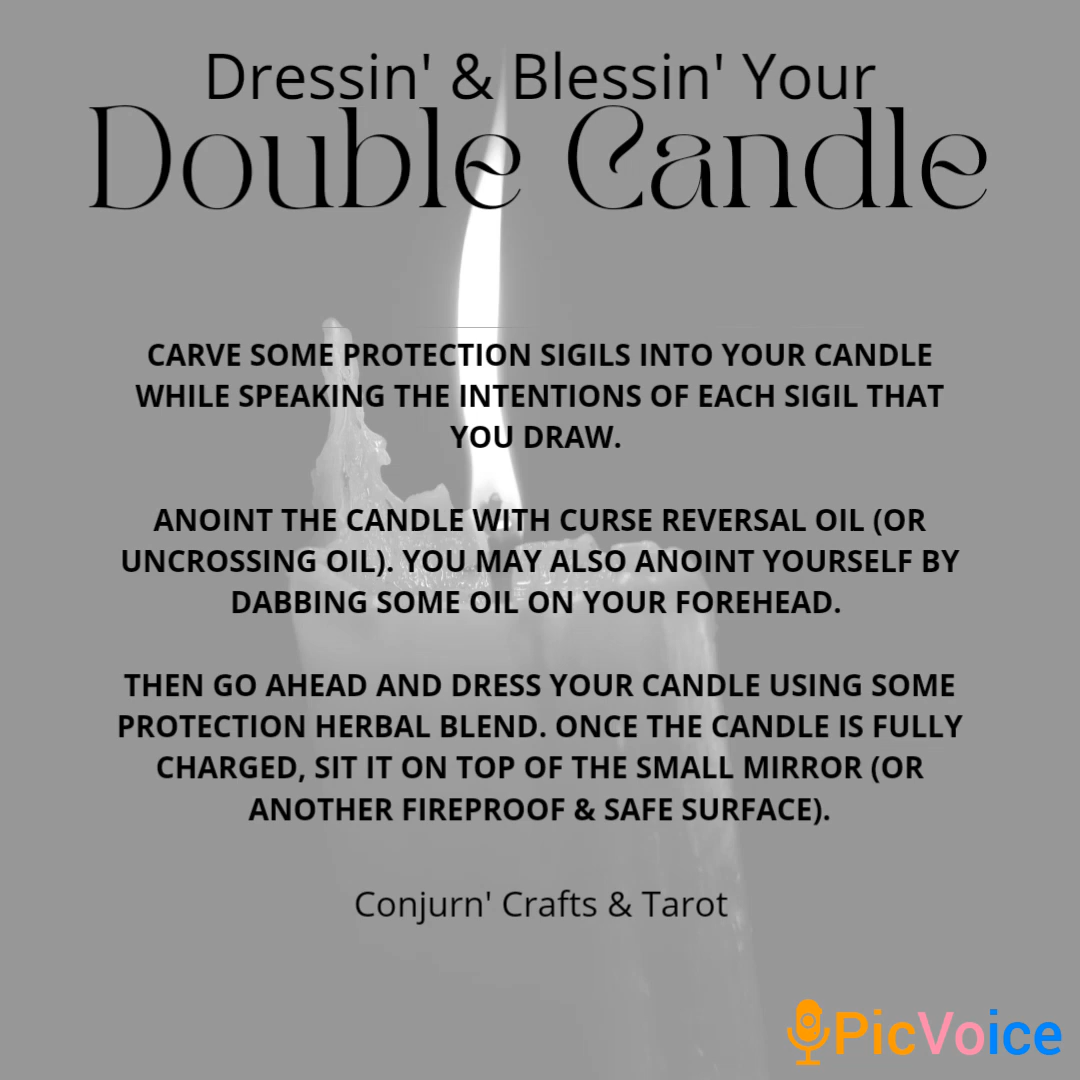 Dressin' & Blessin' Your
Double Candle
CARVE SOME PROTECTION SIGILS INTO YOUR CANDLE
WHILE SPEAKING THE INTENTIONS OF EACH SIGIL THAT
YOU DRAW.
ANOINT THE CANDLE WITH CURSE REVERSAL OIL (OR
UNCROSSING OIL). YOU MAY ALSO ANOINT YOURSELF BY
DABBING SOME OIL ON YOUR FOREHEAD.
THEN GO AHEAD AND DRESS YOUR CANDLE USING SOME
PROTECTION HERBAL BLEND. ONCE THE CANDLE IS FULLY
CHARGED, SIT IT ON TOP OF THE SMALL MIRROR (OR
ANOTHER FIREPROOF & SAFE SURFACE).
Conjurn' Crafts & Tarot
PicVoice